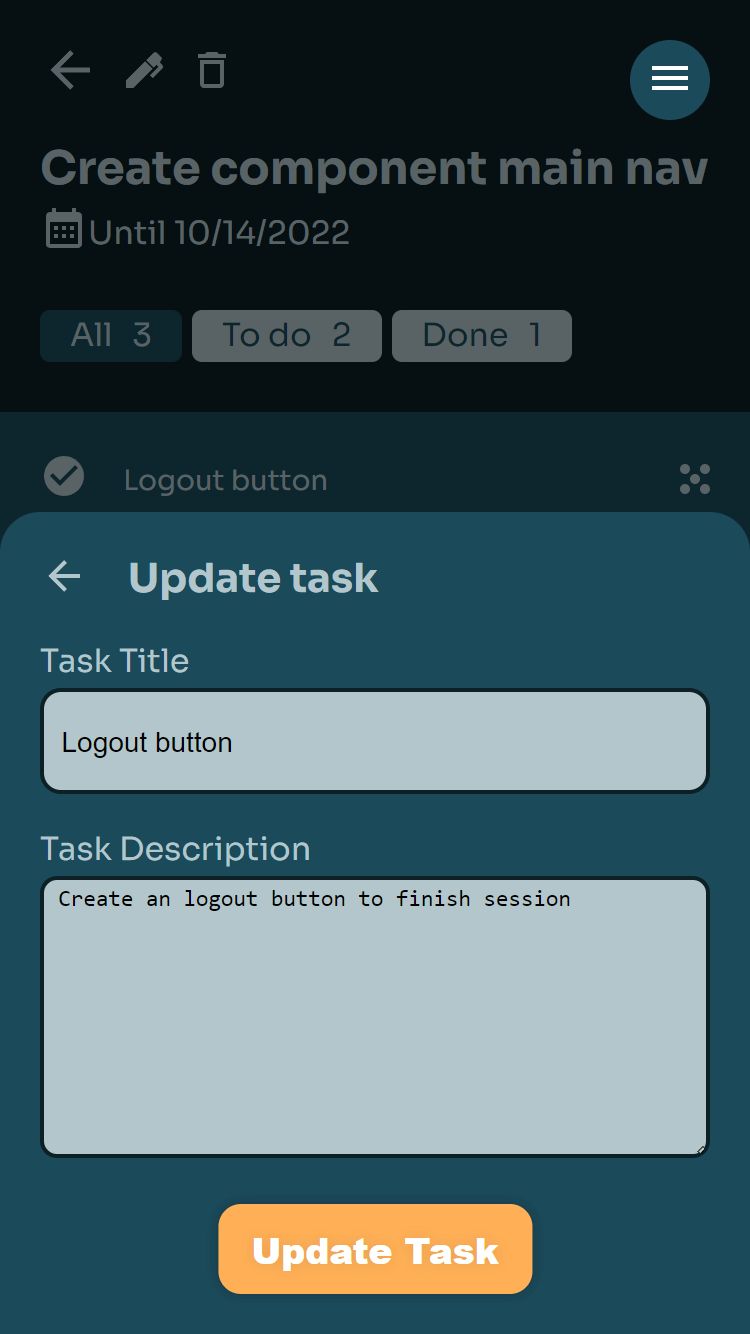 Create component main nav
Until 10/14/2022
All 3 To do 2 Done 1
Logout button
Update task
Task Title
Logout button
Task Description
Create an logout button to finish session
Update Task